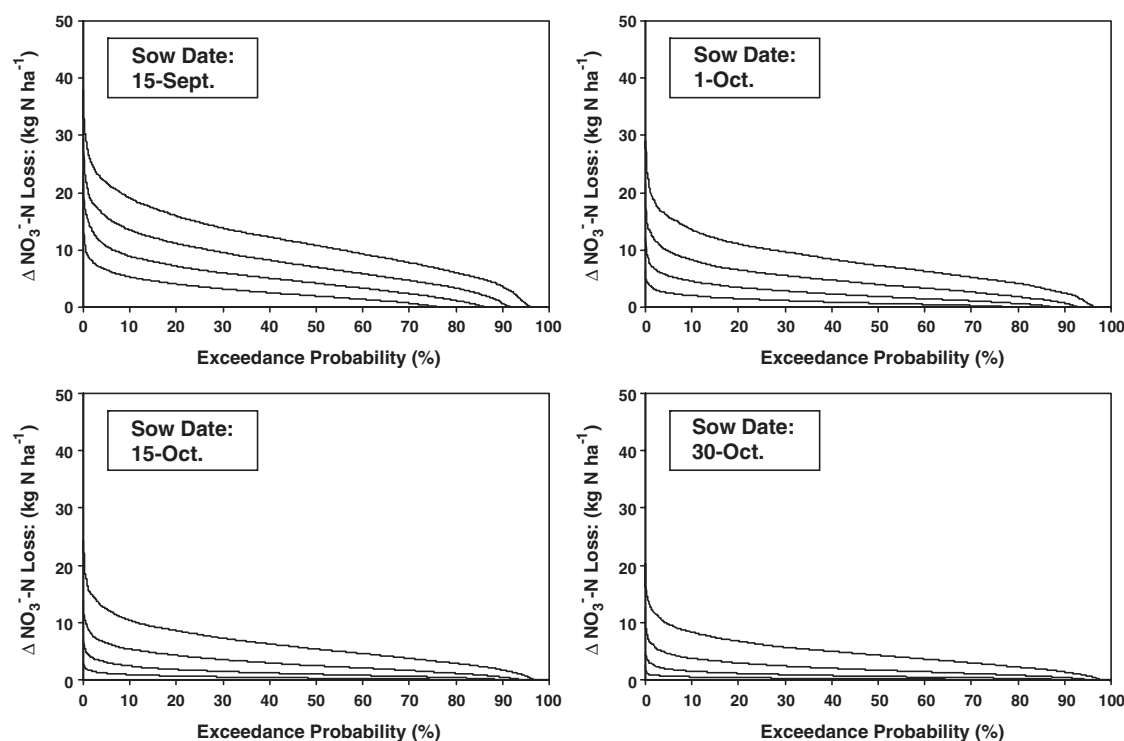 Δ NO₃⁻-N Loss: (kg N ha⁻¹)
50
40
30
20
10
0
Sow Date:
15-Sept.
0 10 20 30 40 50 60 70 80 90 100
Exceedance Probability (%)
Δ NO₃⁻-N Loss: (kg N ha⁻¹)
50
40
30
20
10
0
Sow Date:
1-Oct.
0 10 20 30 40 50 60 70 80 90 100
Exceedance Probability (%)
Δ NO₃⁻-N Loss: (kg N ha⁻¹)
50
40
30
20
10
0
Sow Date:
15-Oct.
0 10 20 30 40 50 60 70 80 90 100
Exceedance Probability (%)
Δ NO₃⁻-N Loss: (kg N ha⁻¹)
50
40
30
20
10
0
Sow Date:
30-Oct.
0 10 20 30 40 50 60 70 80 90 100
Exceedance Probability (%)